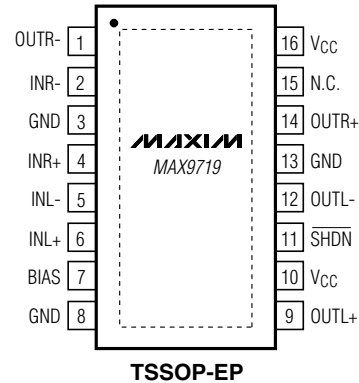 OUTR- 1
INR- 2
GND 3
INR+ 4
INL- 5
INL+ 6
BIAS 7
GND 8
MAXIM
MAX9719
16 VCC
15 N.C.
14 OUTR+
13 GND
12 OUTL-
11 SHDN
10 VCC
9 OUTL+
TSSOP-EP